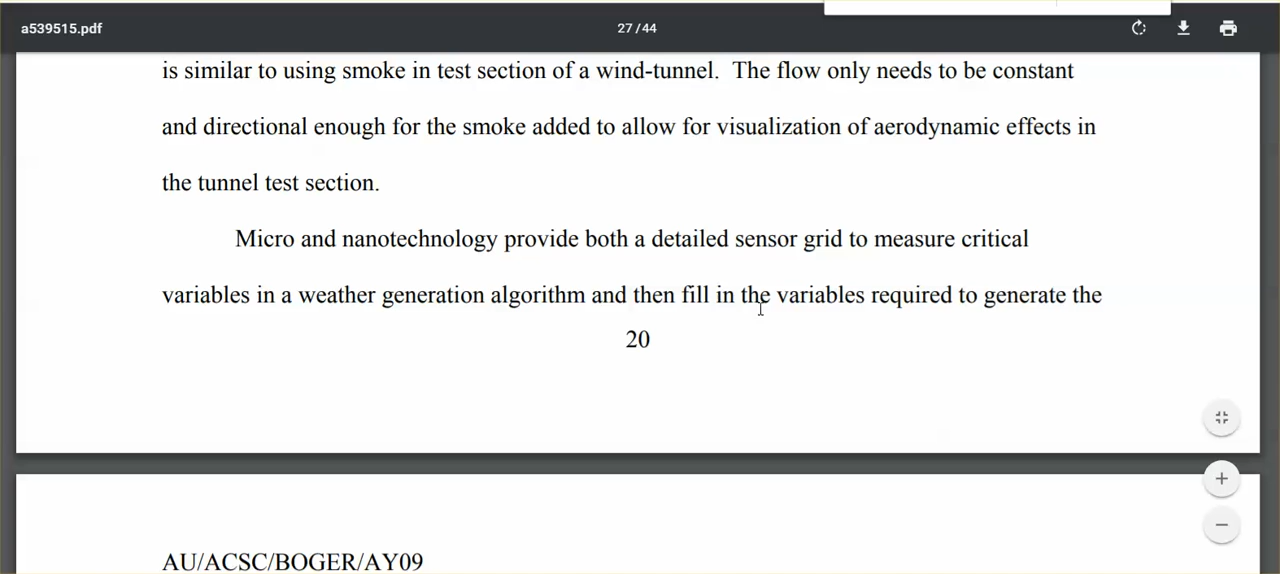 a539515.pdf
27 / 44
is similar to using smoke in test section of a wind-tunnel.  The flow only needs to be constant
and directional enough for the smoke added to allow for visualization of aerodynamic effects in
the tunnel test section.
Micro and nanotechnology provide both a detailed sensor grid to measure critical
variables in a weather generation algorithm and then fill in the variables required to generate the
20
AU/ACSC/BOGER/AY09